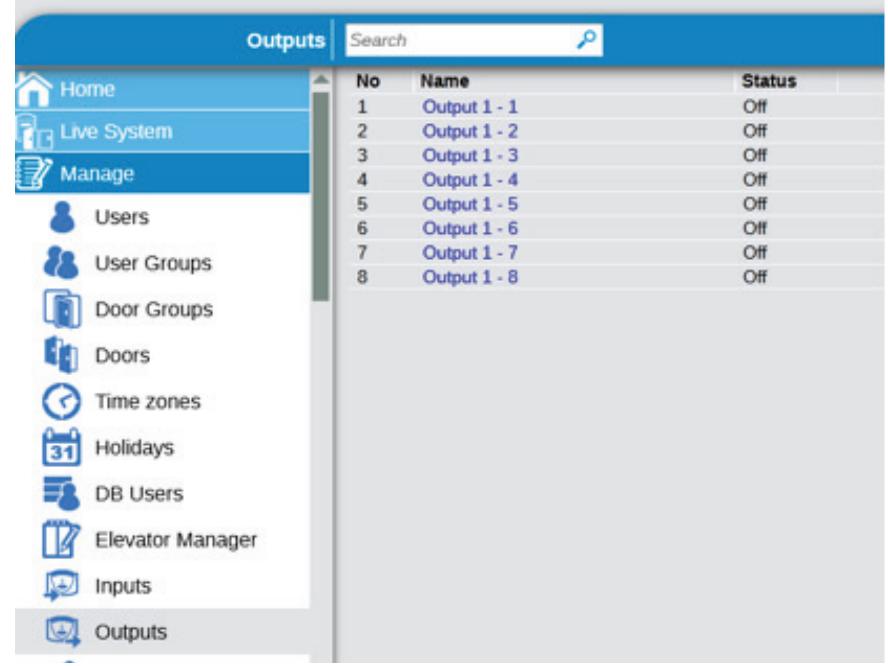 Outputs
Search
Home
Live System
Manage
Users
User Groups
Door Groups
Doors
Time zones
31
Holidays
DB Users
Elevator Manager
Inputs
Outputs
No Name Status
1 Output 1 - 1 Off
2 Output 1 - 2 Off
3 Output 1 - 3 Off
4 Output 1 - 4 Off
5 Output 1 - 5 Off
6 Output 1 - 6 Off
7 Output 1 - 7 Off
8 Output 1 - 8 Off